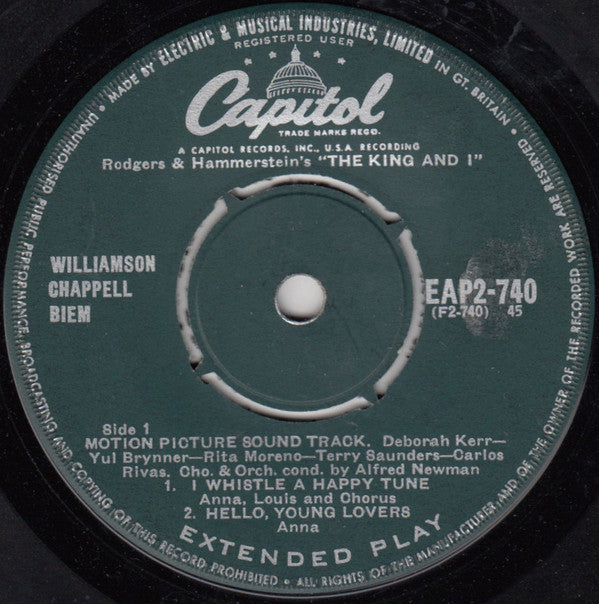 MADE BY ELECTRIC & MUSICAL INDUSTRIES, LIMITED IN GT. BRITAIN • THE MANUFACTURER AND OF THE OWNER OF THE RECORDED WORK ARE RESERVED
REGISTERED USER
Capitol
TRADE MARKS REGD.
A CAPITOL RECORDS, INC., U.S.A. RECORDING
Rodgers & Hammerstein's "THE KING AND I"
WILLIAMSON
CHAPPELL
BIEM
EAP2-740
(F2-740) 45
Side 1
MOTION PICTURE SOUND TRACK. Deborah Kerr—
Yul Brynner—Rita Moreno—Terry Saunders—Carlos
Rivas. Cho. & Orch. cond. by Alfred Newman
1. I WHISTLE A HAPPY TUNE
Anna, Louis and Chorus
2. HELLO, YOUNG LOVERS
Anna
EXTENDED PLAY
UNAUTHORISED PUBLIC PERFORMANCE, BROADCASTING AND COPYING OF THIS RECORD PROHIBITED • ALL RIGHTS OF